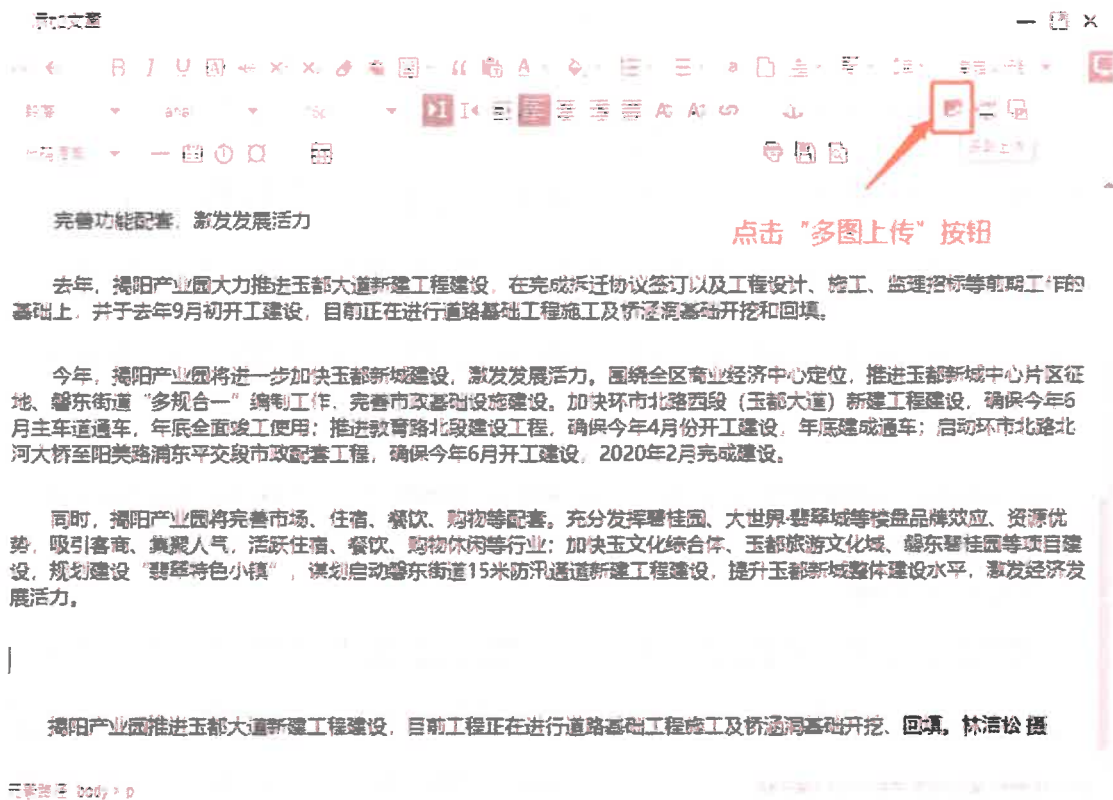 添加文章
段落
arial
多图上传
点击“多图上传”按钮
完善功能配套，激发发展活力
去年，揭阳产业园大力推进玉都大道新建工程建设，在完成拆迁协议签订以及工程设计、施工、监理招标等前期工作的
基础上，并于去年9月初开工建设，目前正在进行道路基础工程施工及桥涵洞基础开挖和回填。
今年，揭阳产业园将进一步加快玉都新城建设，激发发展活力。围绕全区商业经济中心定位，推进玉都新城中心片区征
地、磐东街道“多规合一”编制工作、完善市政基础设施建设。加快环市北路西段（玉都大道）新建工程建设，确保今年6
月主车道通车，年底全面竣工使用；推进教育路北段建设工程，确保今年4月份开工建设，年底建成通车；启动环市北路北
河大桥至阳美路浦东平交段市政配套工程，确保今年6月开工建设，2020年2月完成建设。
同时，揭阳产业园将完善市场、住宿、餐饮、购物等配套。充分发挥碧桂园、大世界·翡翠城等楼盘品牌效应、资源优
势，吸引客商、集聚人气，活跃住宿、餐饮、购物休闲等行业；加快玉文化综合体、玉都旅游文化城、磐东碧桂园等项目建
设，规划建设“翡翠特色小镇”，谋划启动磐东街道15米防汛通道新建工程建设，提升玉都新城整体建设水平，激发经济发
展活力。
揭阳产业园推进玉都大道新建工程建设，目前工程正在进行道路基础工程施工及桥涵洞基础开挖、回填。林洁松 摄
元素路径 body > p